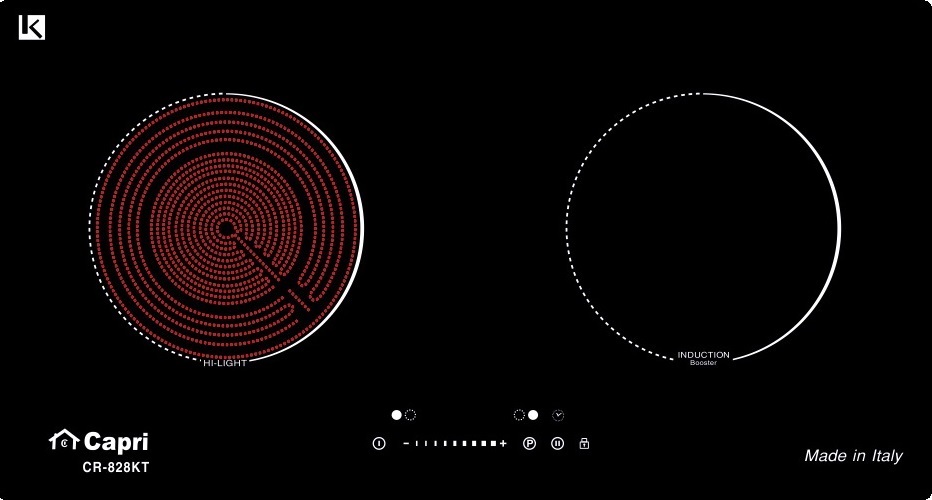 K
HI-LIGHT
INDUCTION
Booster
P
Capri
CR-828KT
Made in Italy